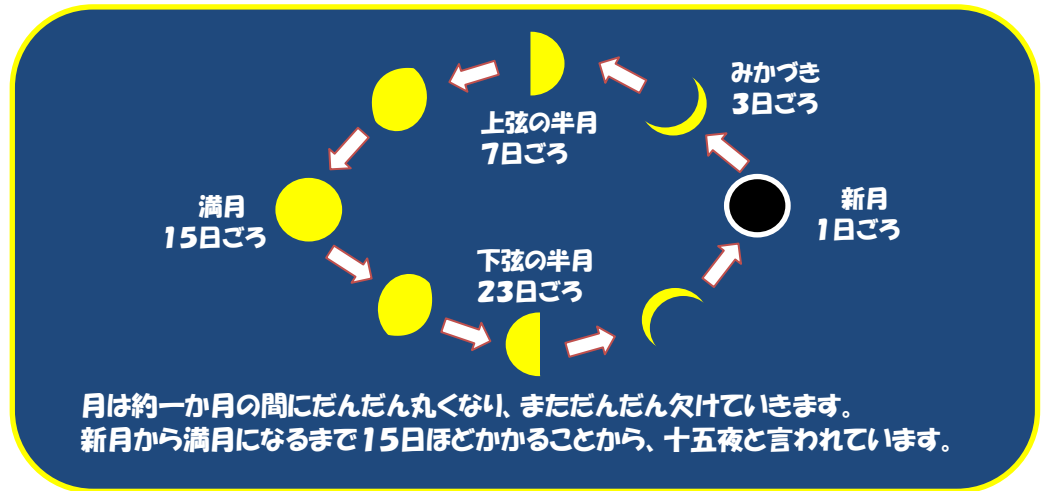 上弦の半月
7日ごろ
みかづき
3日ごろ
満月
15日ごろ
新月
1日ごろ
下弦の半月
23日ごろ
月は約一か月の間にだんだん丸くなり、まただんだん欠けていきます。
新月から満月になるまで15日ほどかかることから、十五夜と言われています。